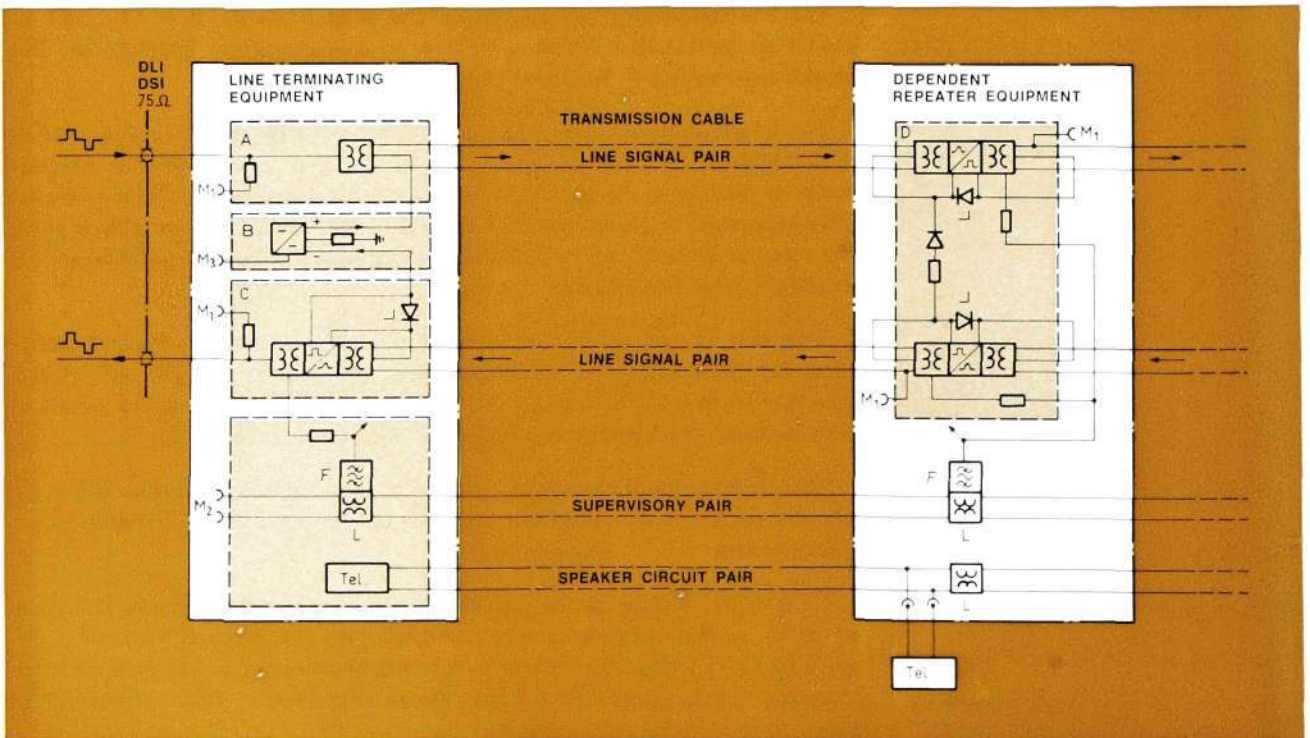 DLI
DSI
75Ω
LINE TERMINATING
EQUIPMENT
A
M1
B
+
−
M3
C
M1
F
M2
L
Tel
TRANSMISSION CABLE
LINE SIGNAL PAIR
LINE SIGNAL PAIR
SUPERVISORY PAIR
SPEAKER CIRCUIT PAIR
DEPENDENT
REPEATER EQUIPMENT
D
M1
M1
F
L
L
Tel